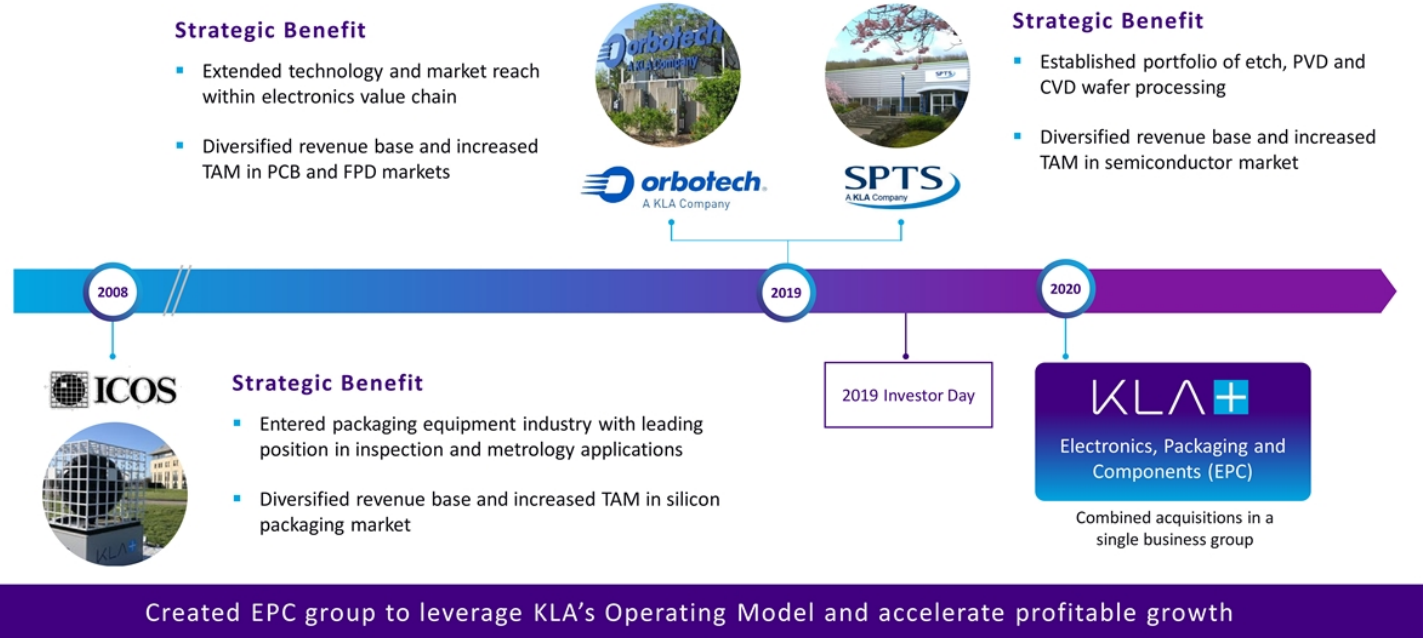 Strategic Benefit
Extended technology and market reach
within electronics value chain
Diversified revenue base and increased
TAM in PCB and FPD markets
orbotech
A KLA Company
orbotech
A KLA Company
SPTS
SPTS
A KLA Company
Strategic Benefit
Established portfolio of etch, PVD and
CVD wafer processing
Diversified revenue base and increased
TAM in semiconductor market
2008
2019
2020
ICOS
KLA+
Strategic Benefit
Entered packaging equipment industry with leading
position in inspection and metrology applications
Diversified revenue base and increased TAM in silicon
packaging market
2019 Investor Day
KLA+
Electronics, Packaging and
Components (EPC)
Combined acquisitions in a
single business group
Created EPC group to leverage KLA’s Operating Model and accelerate profitable growth